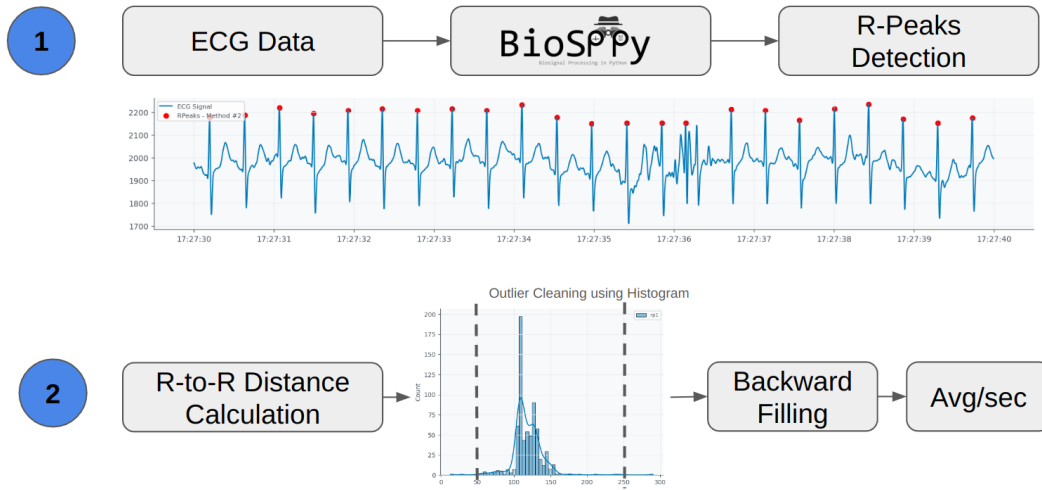 1
ECG Data
BioSPPy
Biosignal Processing in Python
R-Peaks
Detection
ECG Signal
RPeaks - Method #2
2200
2100
2000
1900
1800
1700
17:27:30
17:27:31
17:27:32
17:27:33
17:27:34
17:27:35
17:27:36
17:27:37
17:27:38
17:27:39
17:27:40
Outlier Cleaning using Histogram
2
R-to-R Distance
Calculation
Count
200
175
150
125
100
75
50
25
0
0
50
100
150
200
250
300
Backward
Filling
Avg/sec